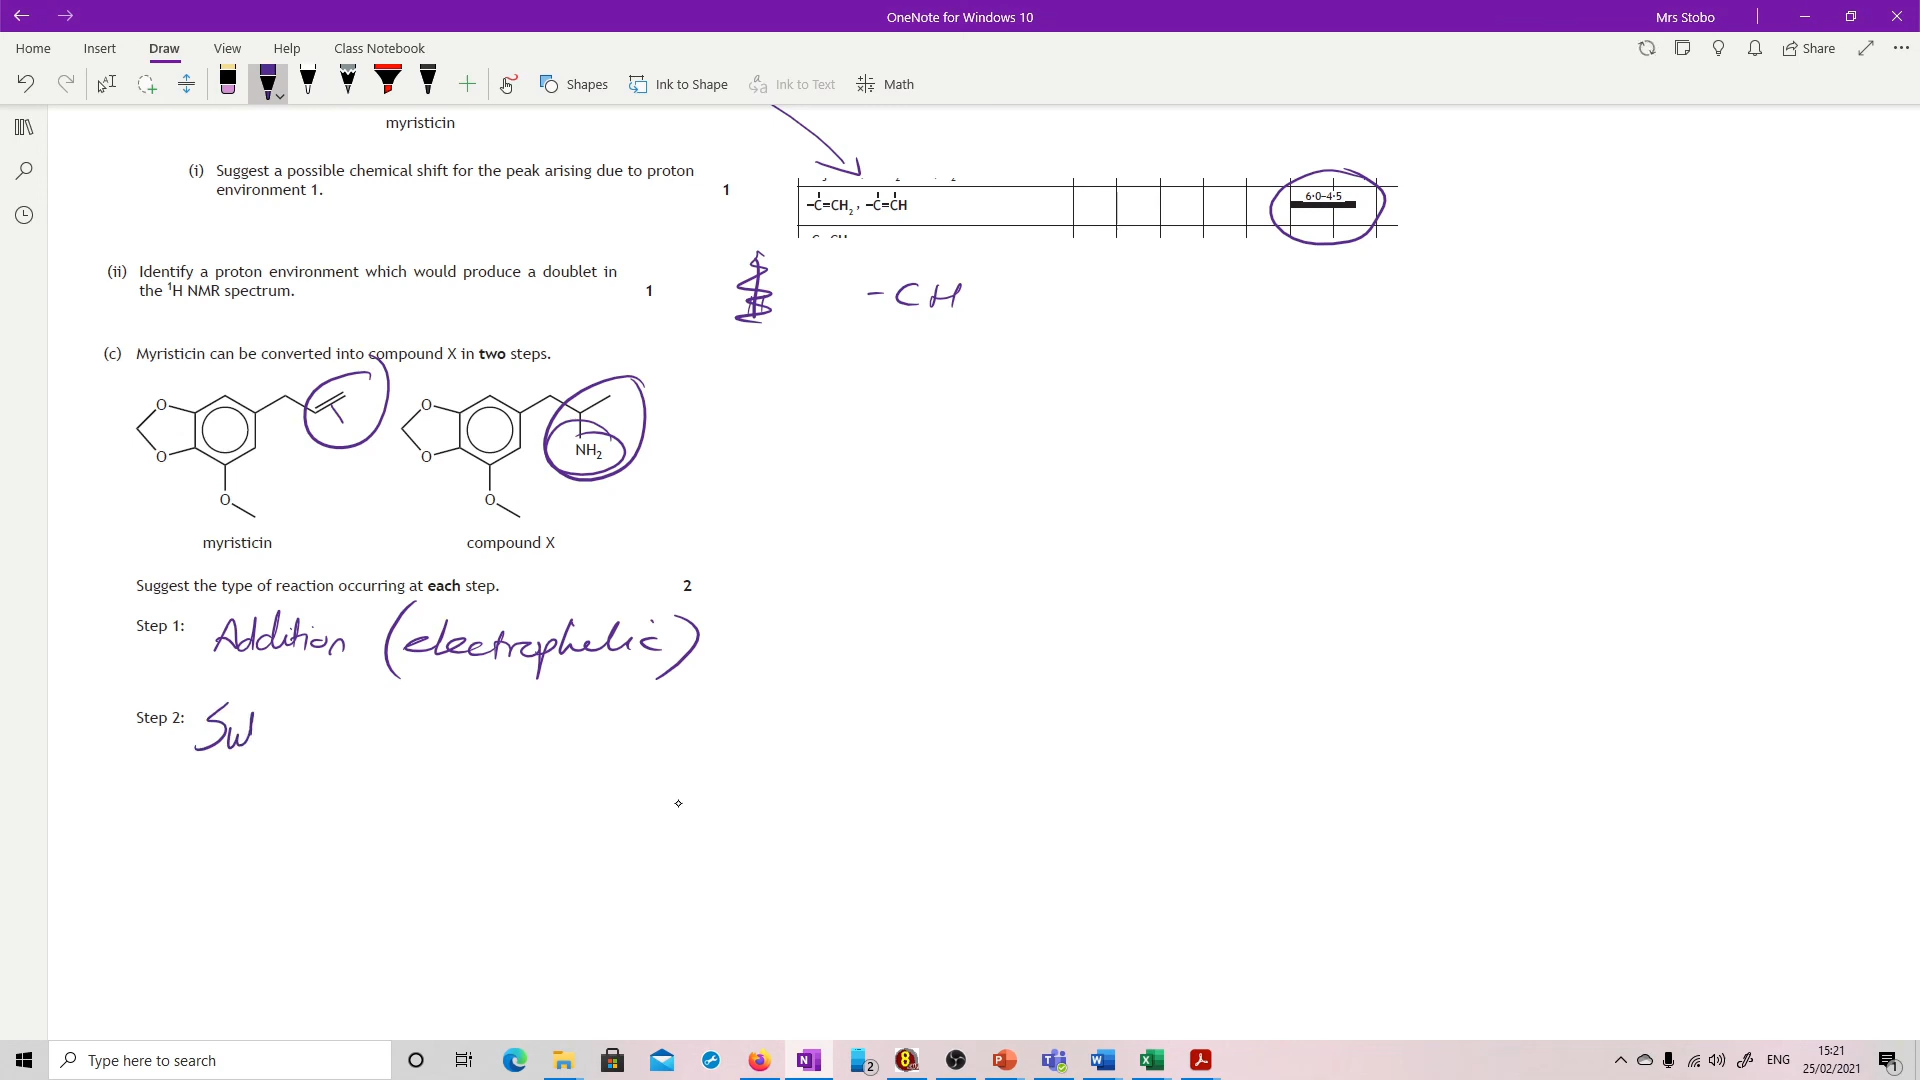 OneNote for Windows 10
Mrs Stobo
Home Insert Draw View Help Class Notebook
Share
Shapes Ink to Shape Ink to Text Math
myristicin
(i) Suggest a possible chemical shift for the peak arising due to proton
environment 1. 1
-C=CH2, -C=CH 6·0-4·5
(ii) Identify a proton environment which would produce a doublet in
the 1H NMR spectrum. 1
-CH
(c) Myristicin can be converted into compound X in two steps.
O O
NH2
O O
O O
myristicin compound X
Suggest the type of reaction occurring at each step. 2
Step 1: Addition (electrophelic)
Step 2: Su
Type here to search
2
8
ENG
15:21
25/02/2021
1